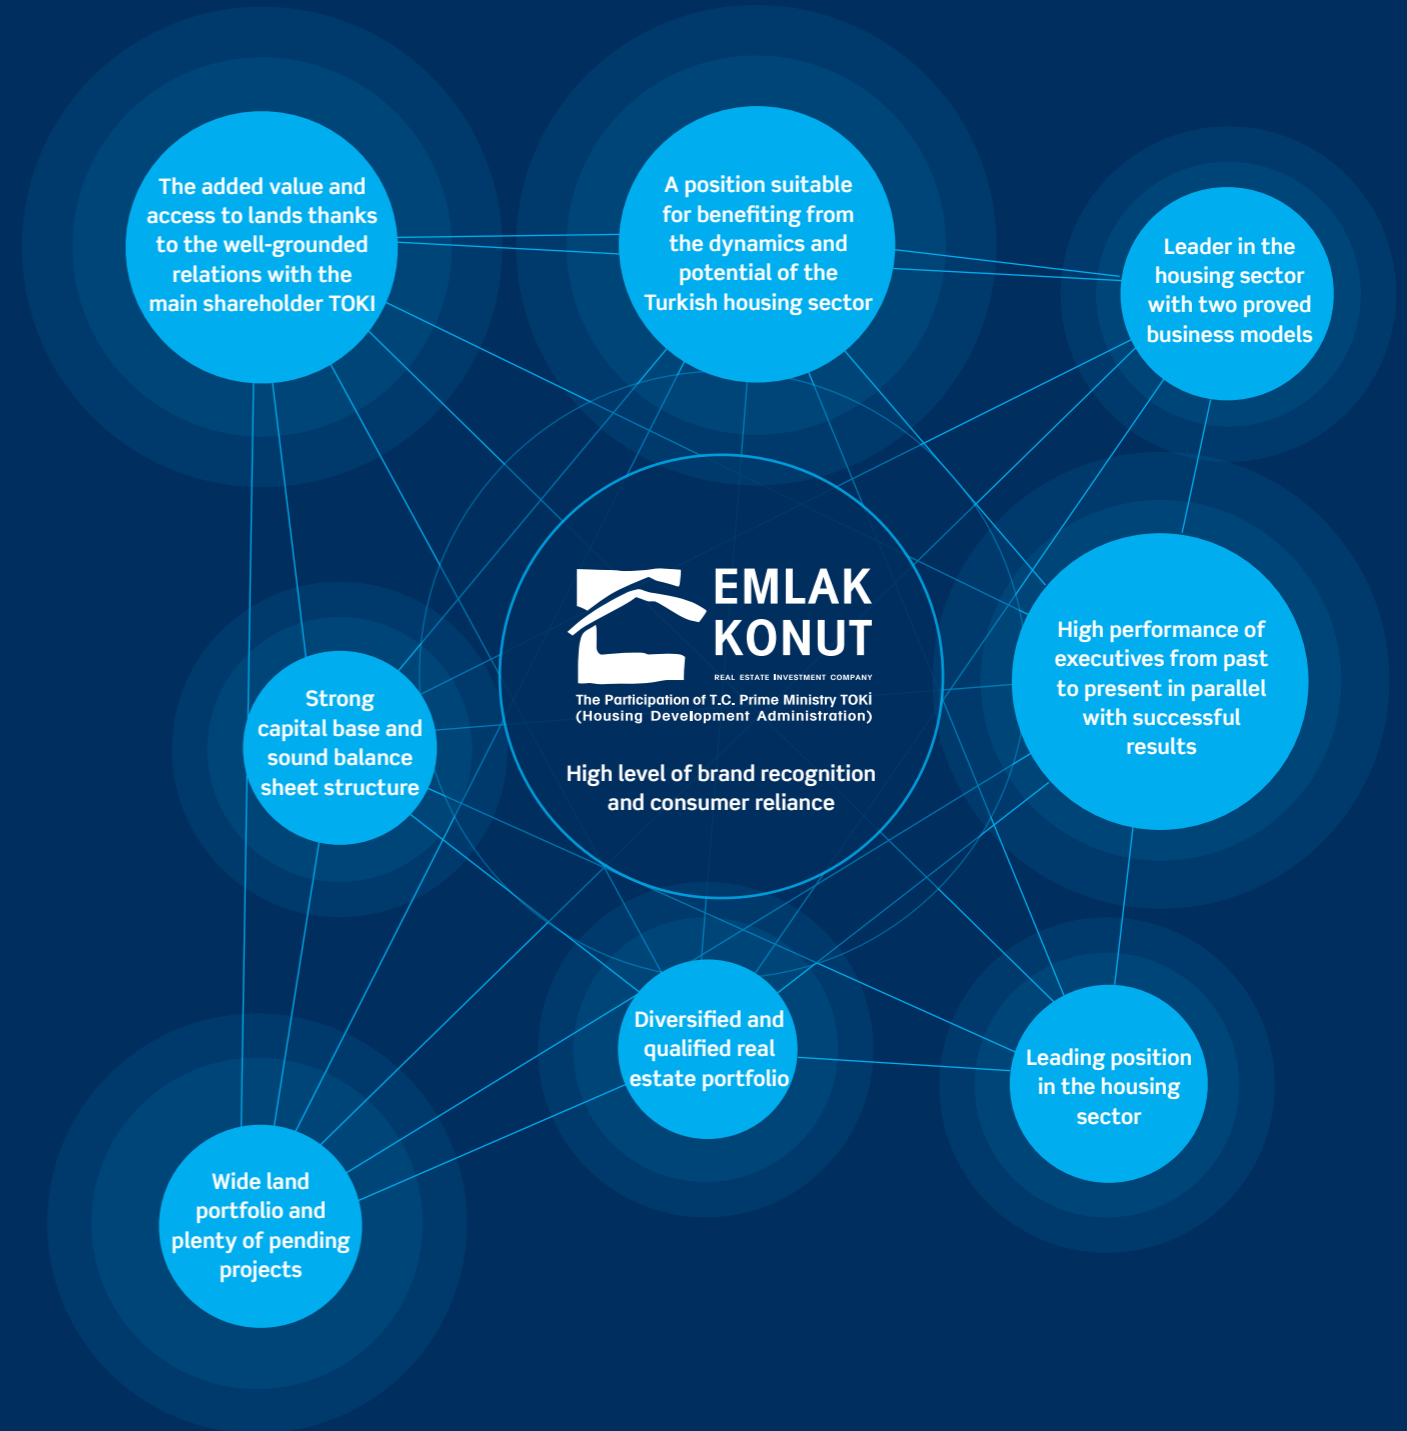 The added value and
access to lands thanks
to the well-grounded
relations with the
main shareholder TOKI
A position suitable
for benefiting from
the dynamics and
potential of the
Turkish housing sector
Leader in the
housing sector
with two proved
business models
EMLAK
KONUT
REAL ESTATE INVESTMENT COMPANY
The Participation of T.C. Prime Ministry TOKİ
(Housing Development Administration)
High level of brand recognition
and consumer reliance
High performance of
executives from past
to present in parallel
with successful
results
Strong
capital base and
sound balance
sheet structure
Diversified and
qualified real
estate portfolio
Leading position
in the housing
sector
Wide land
portfolio and
plenty of pending
projects